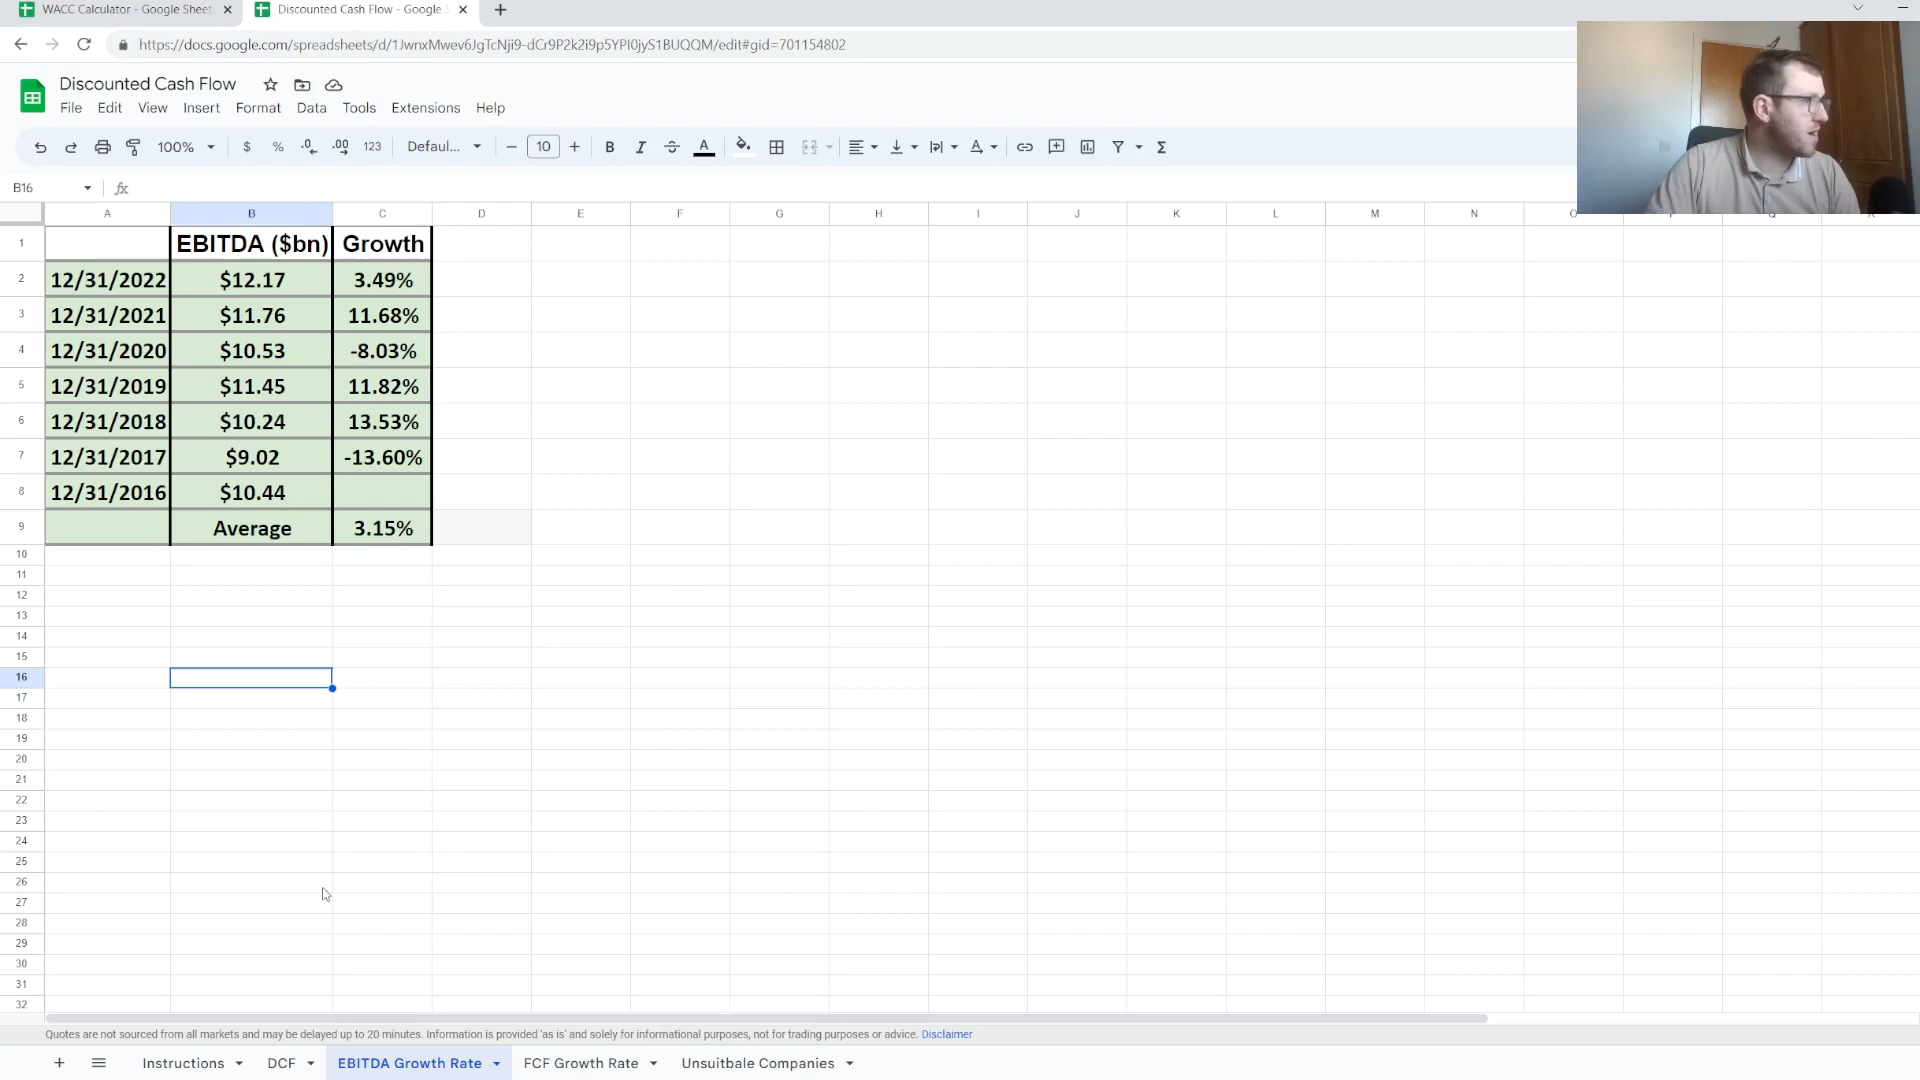 WACC Calculator - Google Sheet
Discounted Cash Flow - Google S
https://docs.google.com/spreadsheets/d/1JwnxMwev6JgTcNji9-dCr9P2k2i9p5YPI0jyS1BUQQM/edit#gid=701154802
Discounted Cash Flow
File Edit View Insert Format Data Tools Extensions Help
100% $ % .0 .00 123 Defaul... 10 B I A Σ
B16 fx
A B C D E F G H I J K L M N
1 EBITDA ($bn) Growth
2 12/31/2022 $12.17 3.49%
3 12/31/2021 $11.76 11.68%
4 12/31/2020 $10.53 -8.03%
5 12/31/2019 $11.45 11.82%
6 12/31/2018 $10.24 13.53%
7 12/31/2017 $9.02 -13.60%
8 12/31/2016 $10.44
9 Average 3.15%
10
11
12
13
14
15
16
17
18
19
20
21
22
23
24
25
26
27
28
29
30
31
32
Quotes are not sourced from all markets and may be delayed up to 20 minutes. Information is provided 'as is' and solely for informational purposes, not for trading purposes or advice. Disclaimer
Instructions DCF EBITDA Growth Rate FCF Growth Rate Unsuitbale Companies